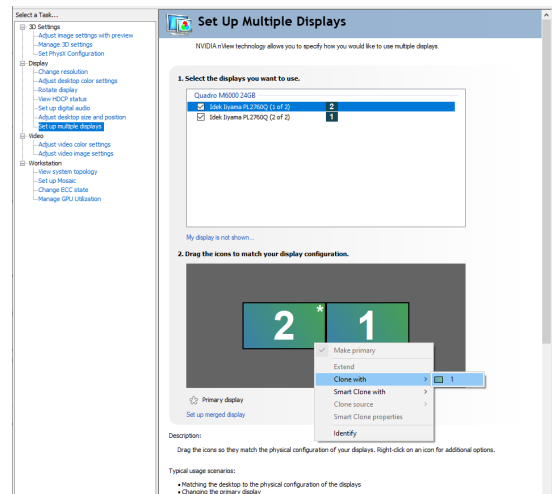 Select a Task...
3D Settings
Adjust image settings with preview
Manage 3D settings
Set PhysX Configuration
Display
Change resolution
Adjust desktop color settings
Rotate display
View HDCP status
Set up digital audio
Adjust desktop size and position
Set up multiple displays
Video
Adjust video color settings
Adjust video image settings
Workstation
View system topology
Set up Mosaic
Change ECC state
Manage GPU Utilization
Set Up Multiple Displays
NVIDIA nView technology allows you to specify how you would like to use multiple displays.
1. Select the displays you want to use.
Quadro M6000 24GB
Idek Iiyama PL2760Q (1 of 2) 2
Idek Iiyama PL2760Q (2 of 2) 1
My display is not shown...
2. Drag the icons to match your display configuration.
2 * 1
Make primary
Extend
Clone with 1
Smart Clone with
Clone source
Smart Clone properties
Identify
Primary display
Set up merged display
Description:
Drag the icons so they match the physical configuration of your displays. Right-click on an icon for additional options.
Typical usage scenarios:
• Matching the desktop to the physical configuration of the displays
• Changing the primary display